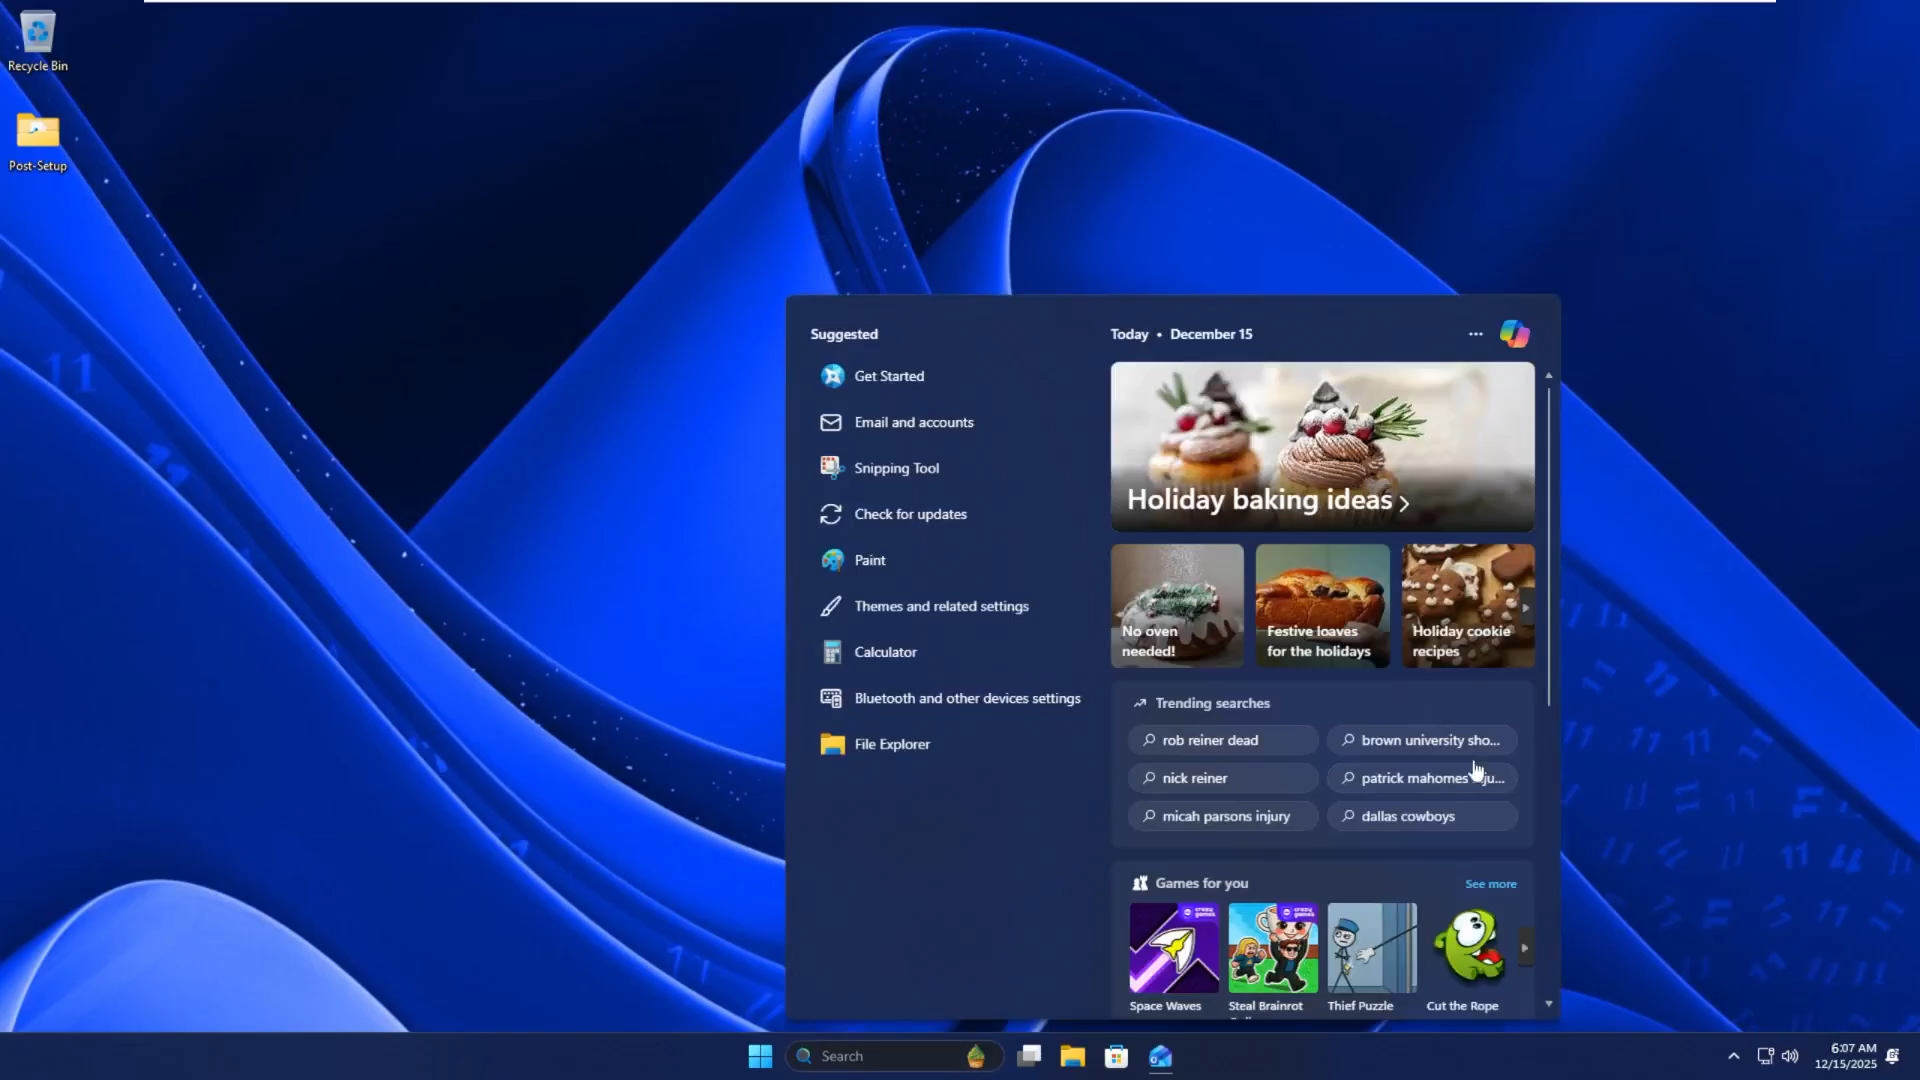 Recycle Bin
Post-Setup
Suggested
Get Started
Email and accounts
Snipping Tool
Check for updates
Paint
Themes and related settings
Calculator
Bluetooth and other devices settings
File Explorer
Today • December 15
Holiday baking ideas
No oven
needed!
Festive loaves
for the holidays
Holiday cookie
recipes
Trending searches
rob reiner dead
brown university sho...
nick reiner
patrick mahomes
micah parsons injury
dallas cowboys
Games for you
See more
crazy
games
crazy
games
Space Waves
Steal Brainrot
Thief Puzzle
Cut the Rope
Search
6:07 AM
12/15/2025